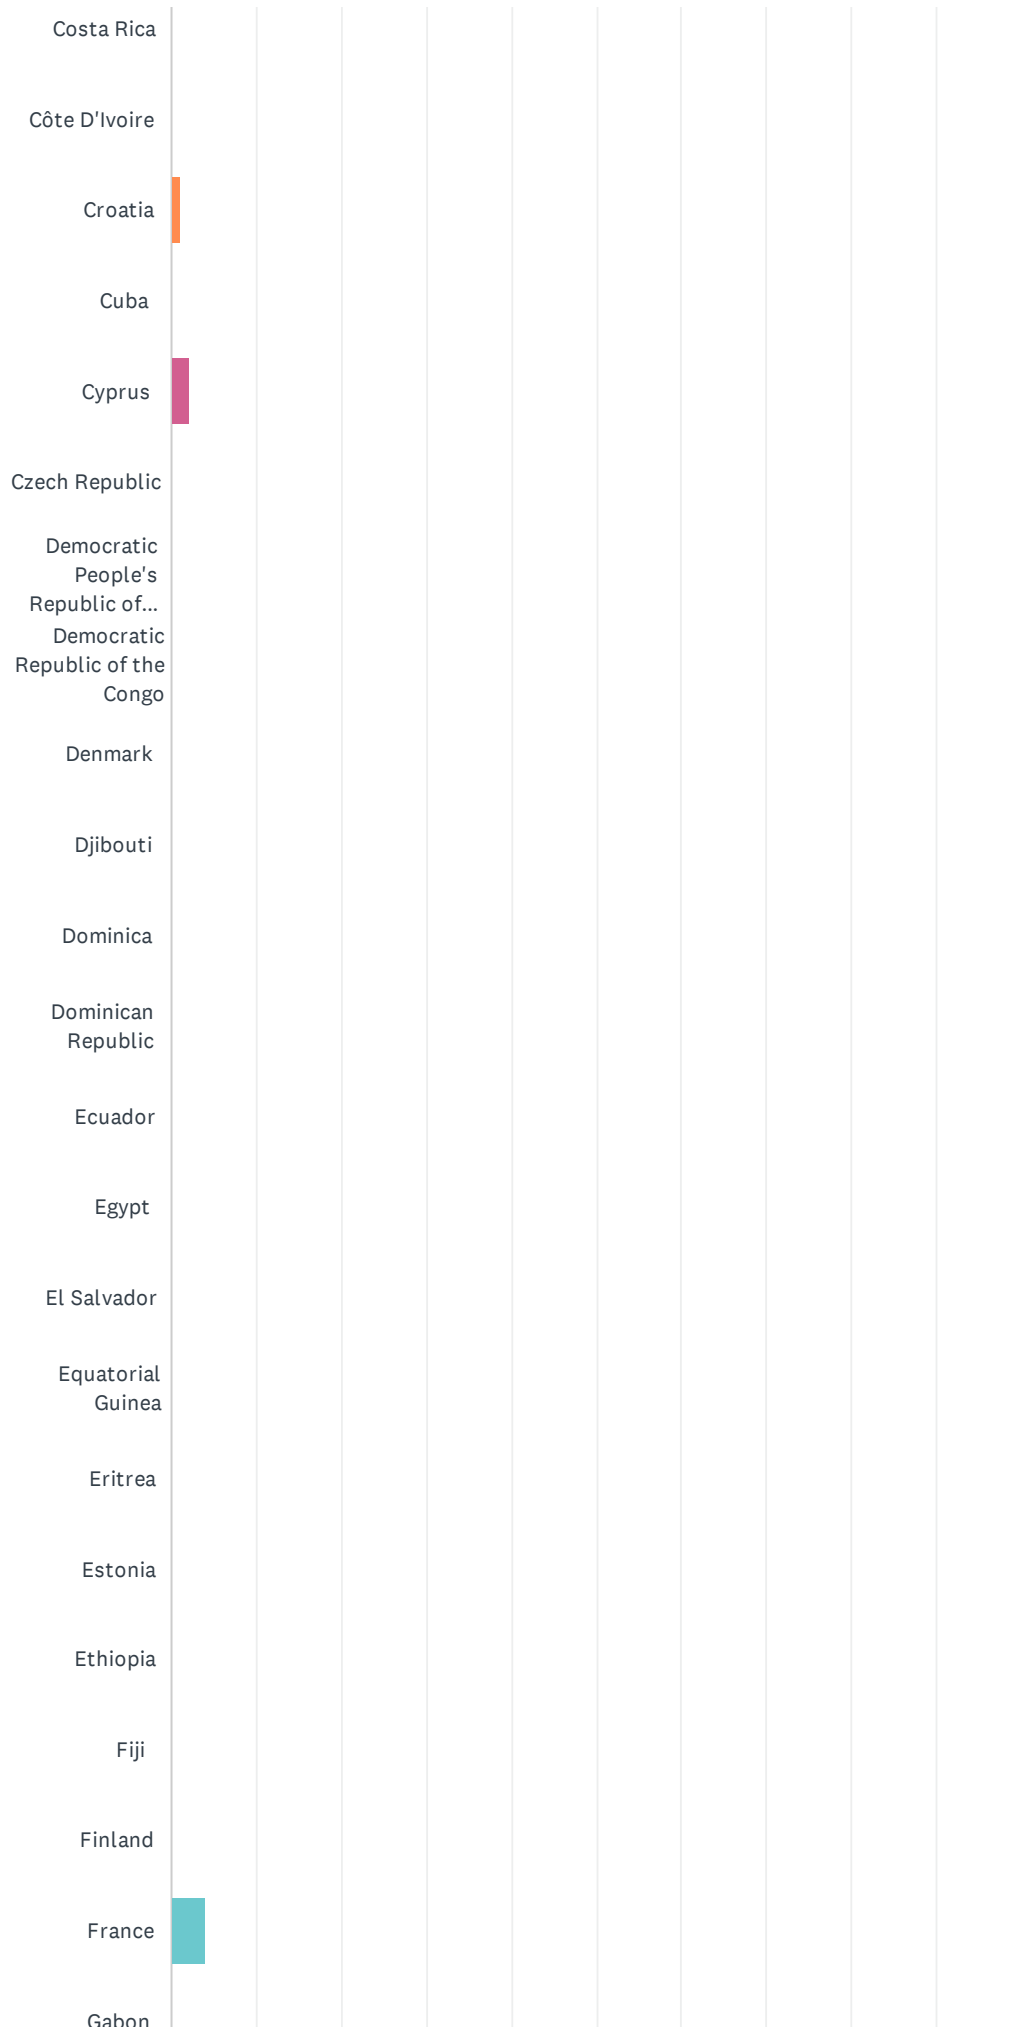 Costa Rica
Côte D'Ivoire
Croatia
Cuba
Cyprus
Czech Republic
Democratic
People's
Republic of...
Democratic
Republic of the
Congo
Denmark
Djibouti
Dominica
Dominican
Republic
Ecuador
Egypt
El Salvador
Equatorial
Guinea
Eritrea
Estonia
Ethiopia
Fiji
Finland
France
Gabon